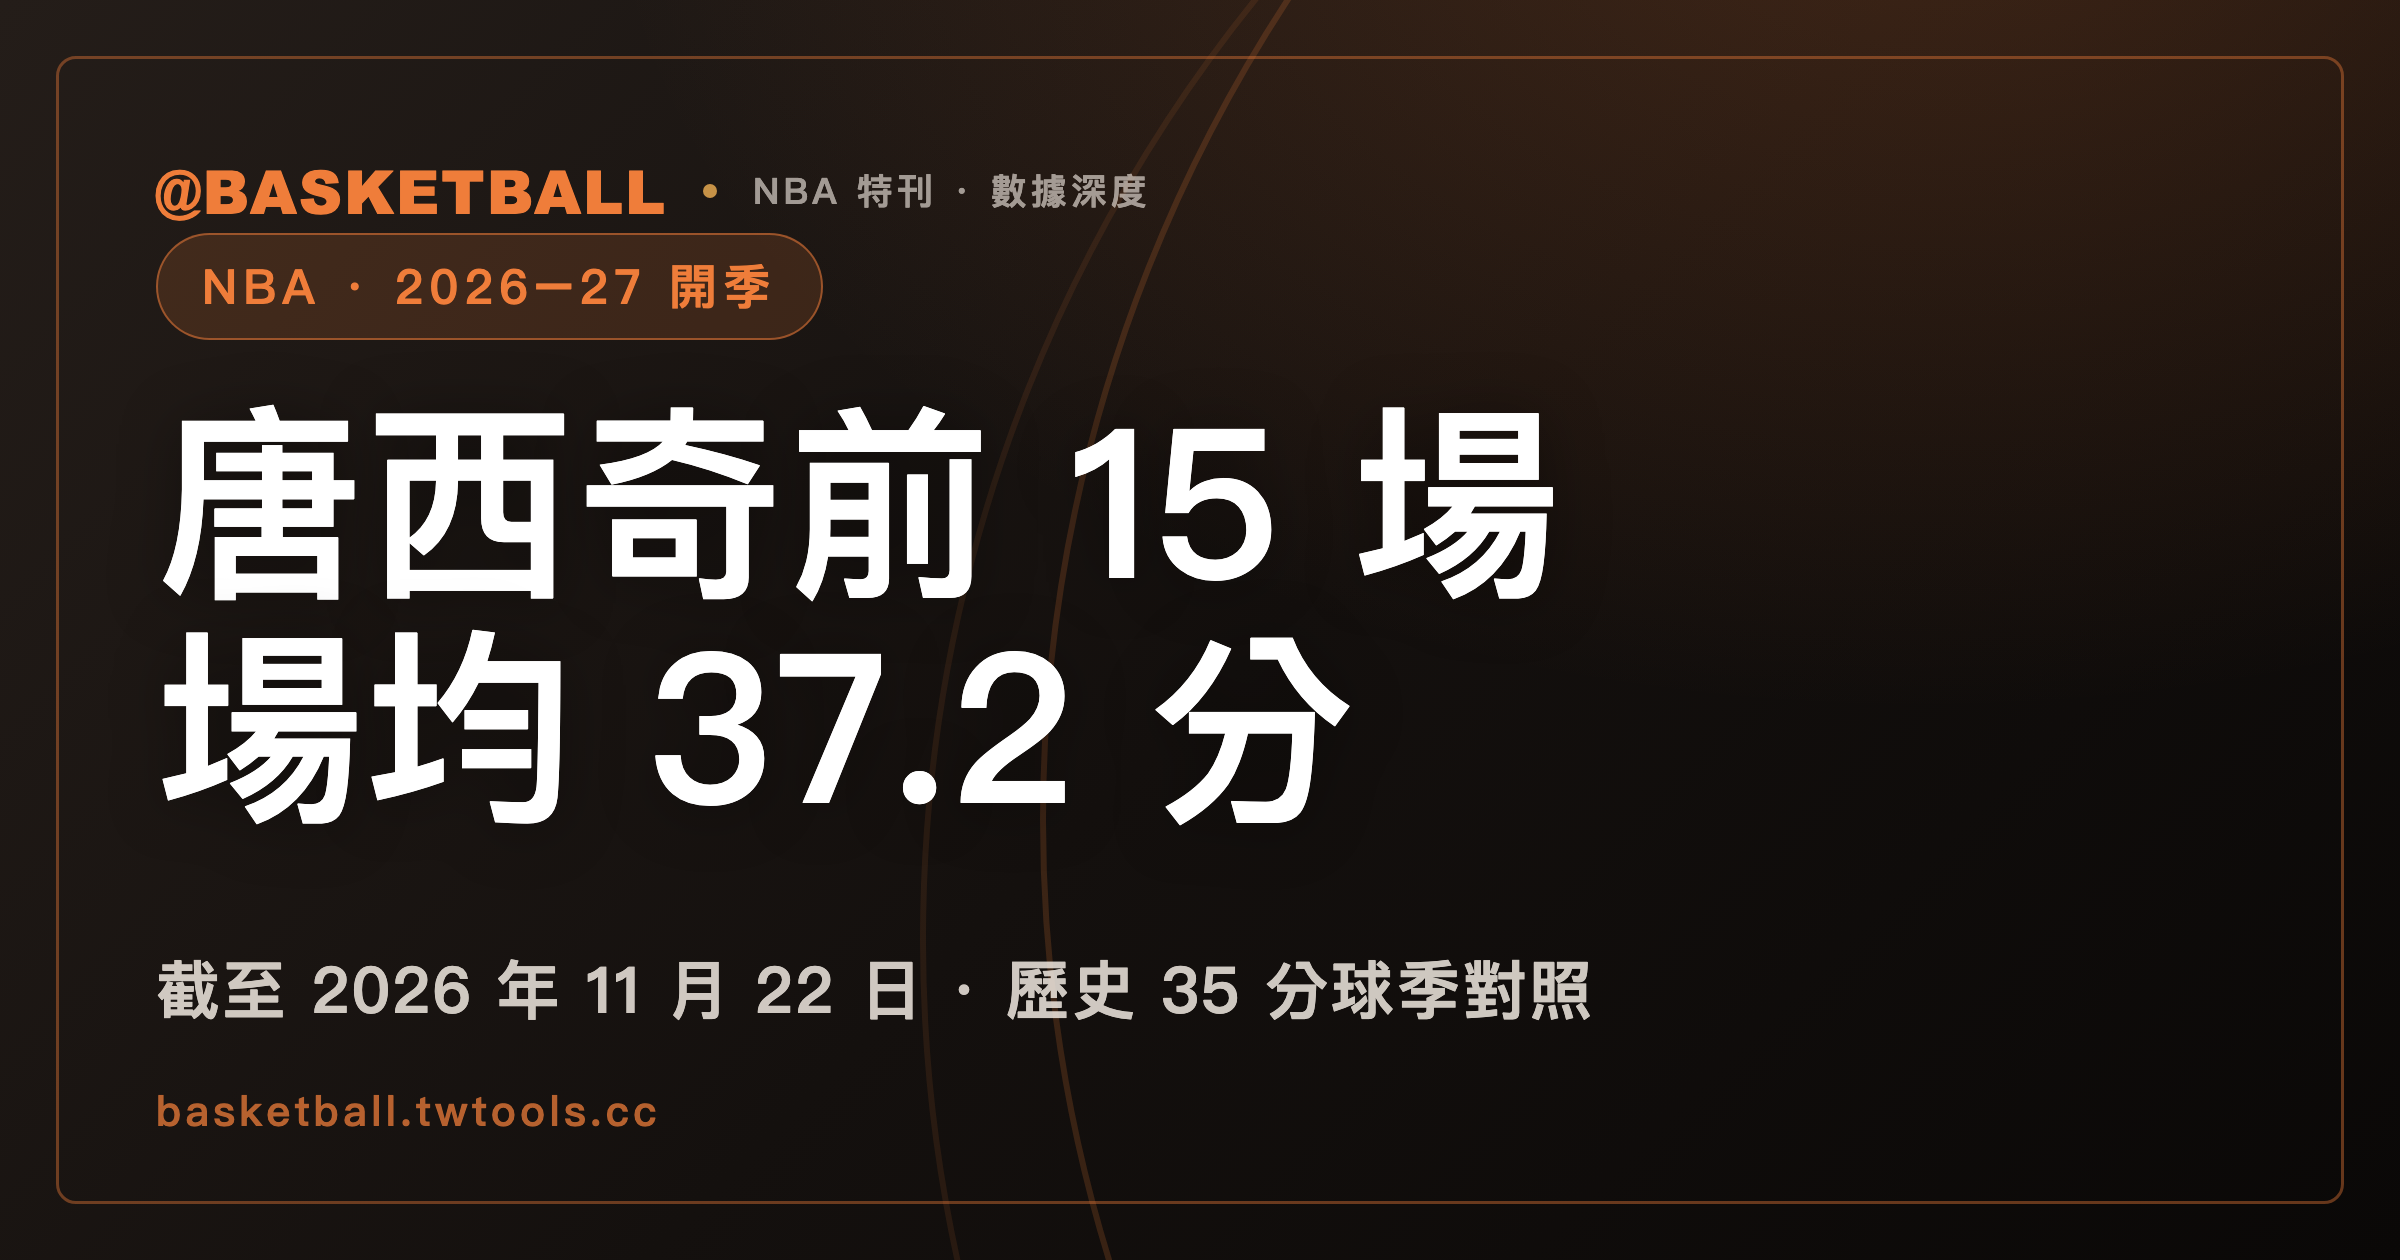 @BASKETBALL • NBA 特刊 · 數據深度
NBA · 2026–27 開季
唐西奇前 15 場
場均 37.2 分
截至 2026 年 11 月 22 日 · 歷史 35 分球季對照
basketball.twtools.cc